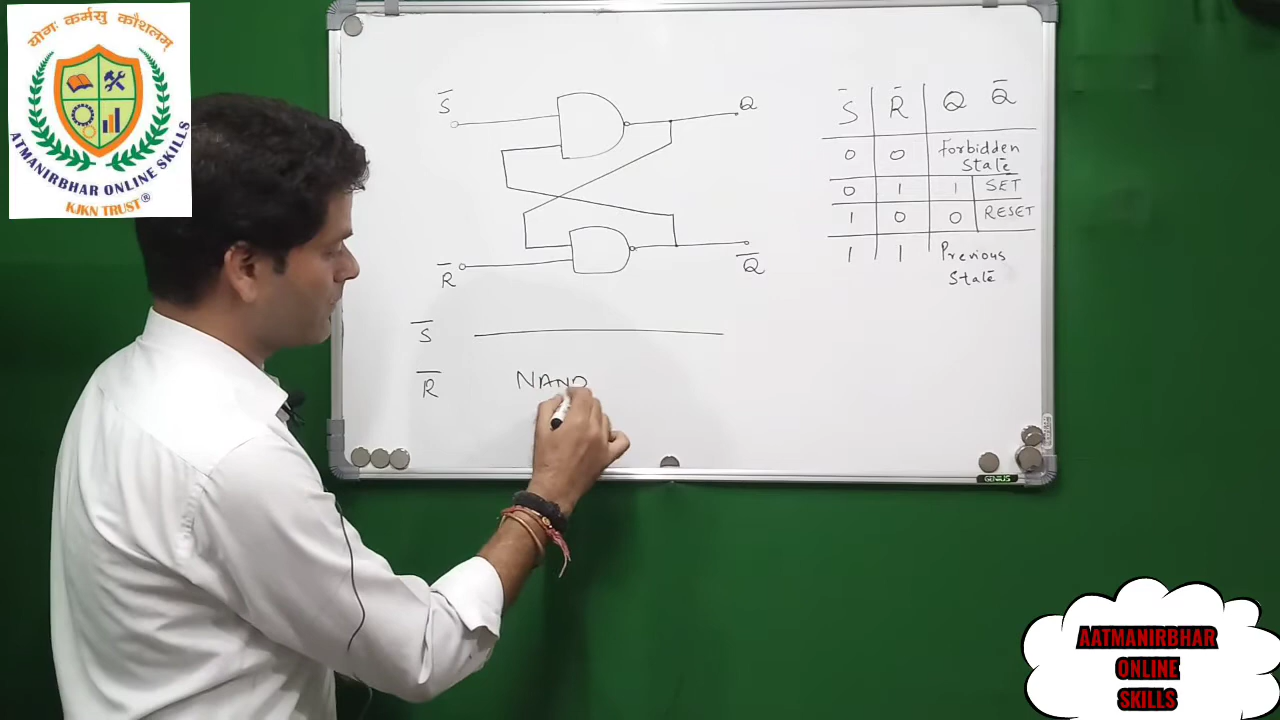 योगः कर्मसु कौशलम्
ATMANIRBHAR ONLINE SKILLS
KJKN TRUST®
S̅ Q
R̅ Q̅
S̅ R̅ Q Q̅
0 0 Forbidden State
0 1 1 SET
1 0 0 RESET
1 1 Previous State
S̅
R̅ NAND
GENIUS
AATMANIRBHAR
ONLINE
SKILLS